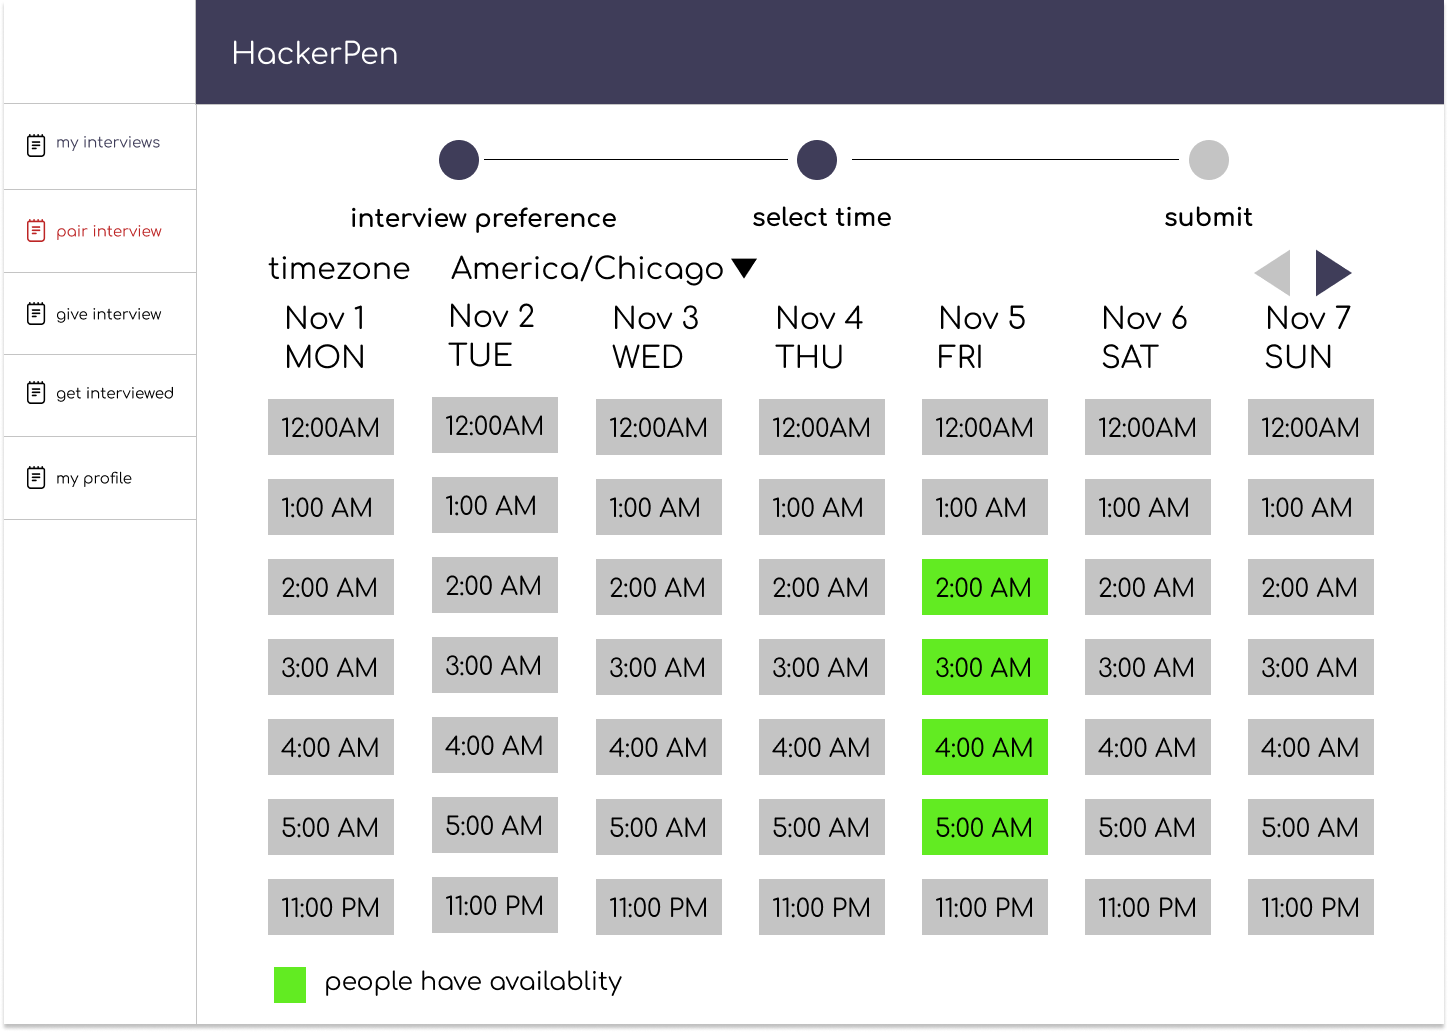 HackerPen
my interviews
pair interview
give interview
get interviewed
my profile
interview preference select time submit
timezone America/Chicago
Nov 1 Nov 2 Nov 3 Nov 4 Nov 5 Nov 6 Nov 7
MON TUE WED THU FRI SAT SUN
12:00AM 12:00AM 12:00AM 12:00AM 12:00AM 12:00AM 12:00AM
1:00 AM 1:00 AM 1:00 AM 1:00 AM 1:00 AM 1:00 AM 1:00 AM
2:00 AM 2:00 AM 2:00 AM 2:00 AM 2:00 AM 2:00 AM 2:00 AM
3:00 AM 3:00 AM 3:00 AM 3:00 AM 3:00 AM 3:00 AM 3:00 AM
4:00 AM 4:00 AM 4:00 AM 4:00 AM 4:00 AM 4:00 AM 4:00 AM
5:00 AM 5:00 AM 5:00 AM 5:00 AM 5:00 AM 5:00 AM 5:00 AM
11:00 PM 11:00 PM 11:00 PM 11:00 PM 11:00 PM 11:00 PM 11:00 PM
people have availablity